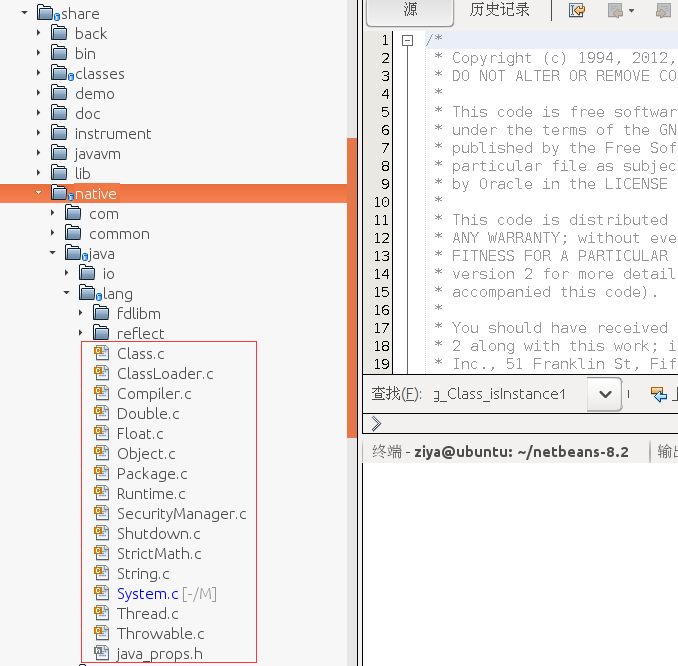 share
back
bin
classes
demo
doc
instrument
javavm
lib
native
com
common
java
io
lang
fdlibm
reflect
Class.c
ClassLoader.c
Compiler.c
Double.c
Float.c
Object.c
Package.c
Runtime.c
SecurityManager.c
Shutdown.c
StrictMath.c
String.c
System.c [-/M]
Thread.c
Throwable.c
java_props.h
源 历史记录
1 /*
2 * Copyright (c) 1994, 2012,
3 * DO NOT ALTER OR REMOVE CO
4 *
5 * This code is free softwar
6 * under the terms of the GN
7 * published by the Free Sof
8 * particular file as subjec
9 * by Oracle in the LICENSE
10 *
11 * This code is distributed
12 * ANY WARRANTY; without eve
13 * FITNESS FOR A PARTICULAR
14 * version 2 for more detail
15 * accompanied this code).
16 *
17 * You should have received
18 * 2 along with this work; i
19 * Inc., 51 Franklin St, Fif
查找(F): g_Class_isInstance1
终端 - ziya@ubuntu: ~/netbeans-8.2 输出